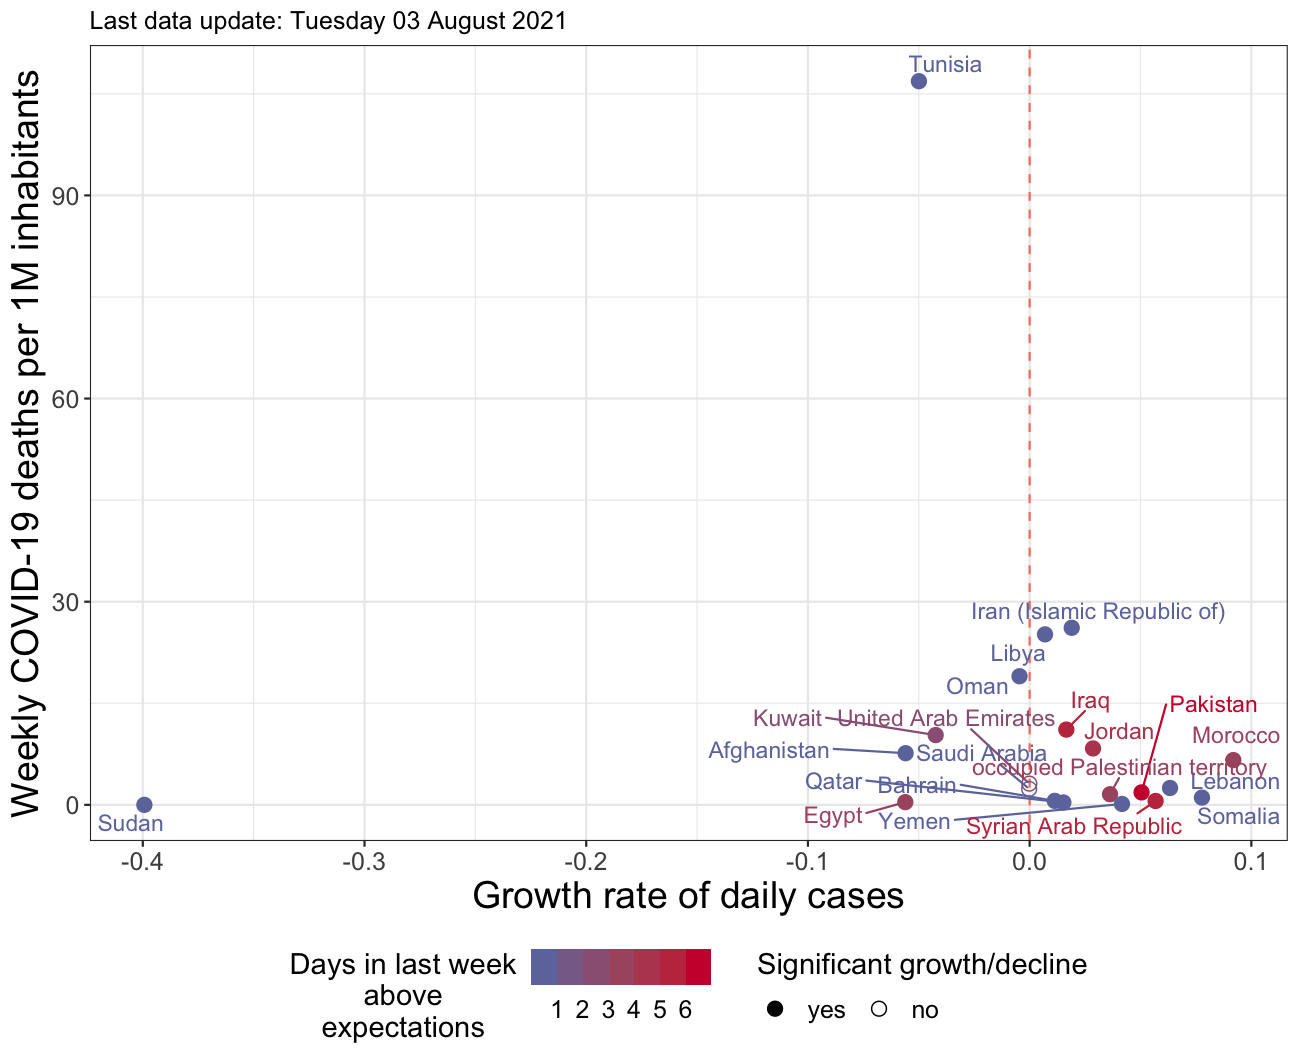 Last data update: Tuesday 03 August 2021
Weekly COVID-19 deaths per 1M inhabitants
90
60
30
0
Tunisia
Iran (Islamic Republic of)
Libya
Oman
Iraq
Pakistan
Kuwait
United Arab Emirates
Jordan
Morocco
Afghanistan
Saudi Arabia
occupied Palestinian territory
Qatar
Bahrain
Lebanon
Egypt
Yemen
Syrian Arab Republic
Somalia
Sudan
-0.4 -0.3 -0.2 -0.1 0.0 0.1
Growth rate of daily cases
Days in last week
above
expectations
1 2 3 4 5 6
Significant growth/decline
yes no